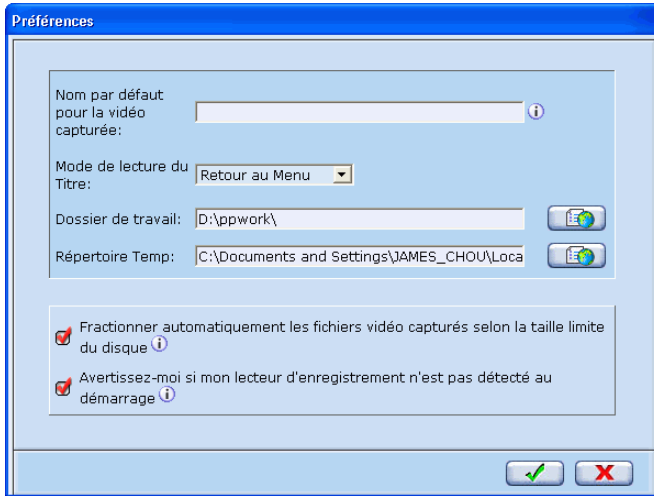 Préférences
Nom par défaut
pour la vidéo
capturée:
Mode de lecture du
Titre:
Retour au Menu
Dossier de travail: D:\ppwork\
Répertoire Temp: C:\Documents and Settings\JAMES_CHOU\Loca
Fractionner automatiquement les fichiers vidéo capturés selon la taille limite
du disque
Avertissez-moi si mon lecteur d'enregistrement n'est pas détecté au
démarrage